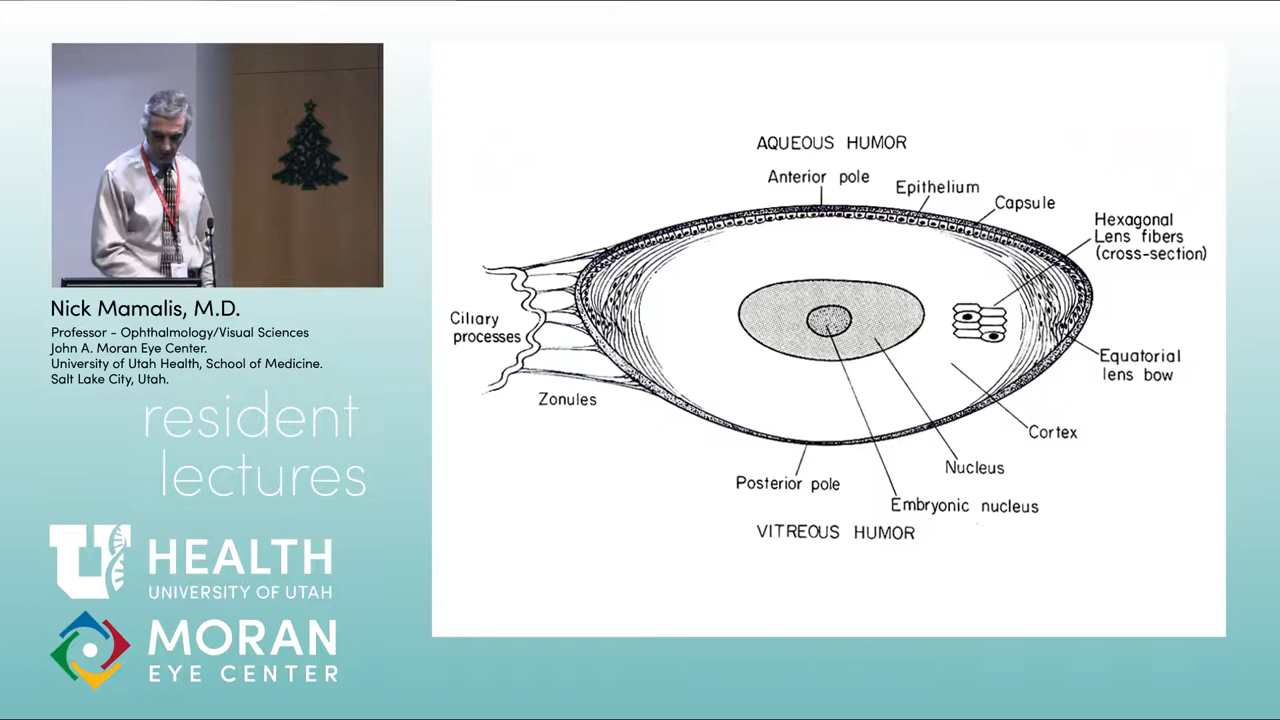 Nick Mamalis, M.D.
Professor - Ophthalmology/Visual Sciences
John A. Moran Eye Center.
University of Utah Health, School of Medicine.
Salt Lake City, Utah.
resident
lectures
U HEALTH
UNIVERSITY OF UTAH
MORAN
EYE CENTER
AQUEOUS HUMOR
Anterior pole
Epithelium
Capsule
Hexagonal
Lens fibers
(cross-section)
Ciliary
processes
Equatorial
lens bow
Zonules
Cortex
Nucleus
Posterior pole
Embryonic nucleus
VITREOUS HUMOR